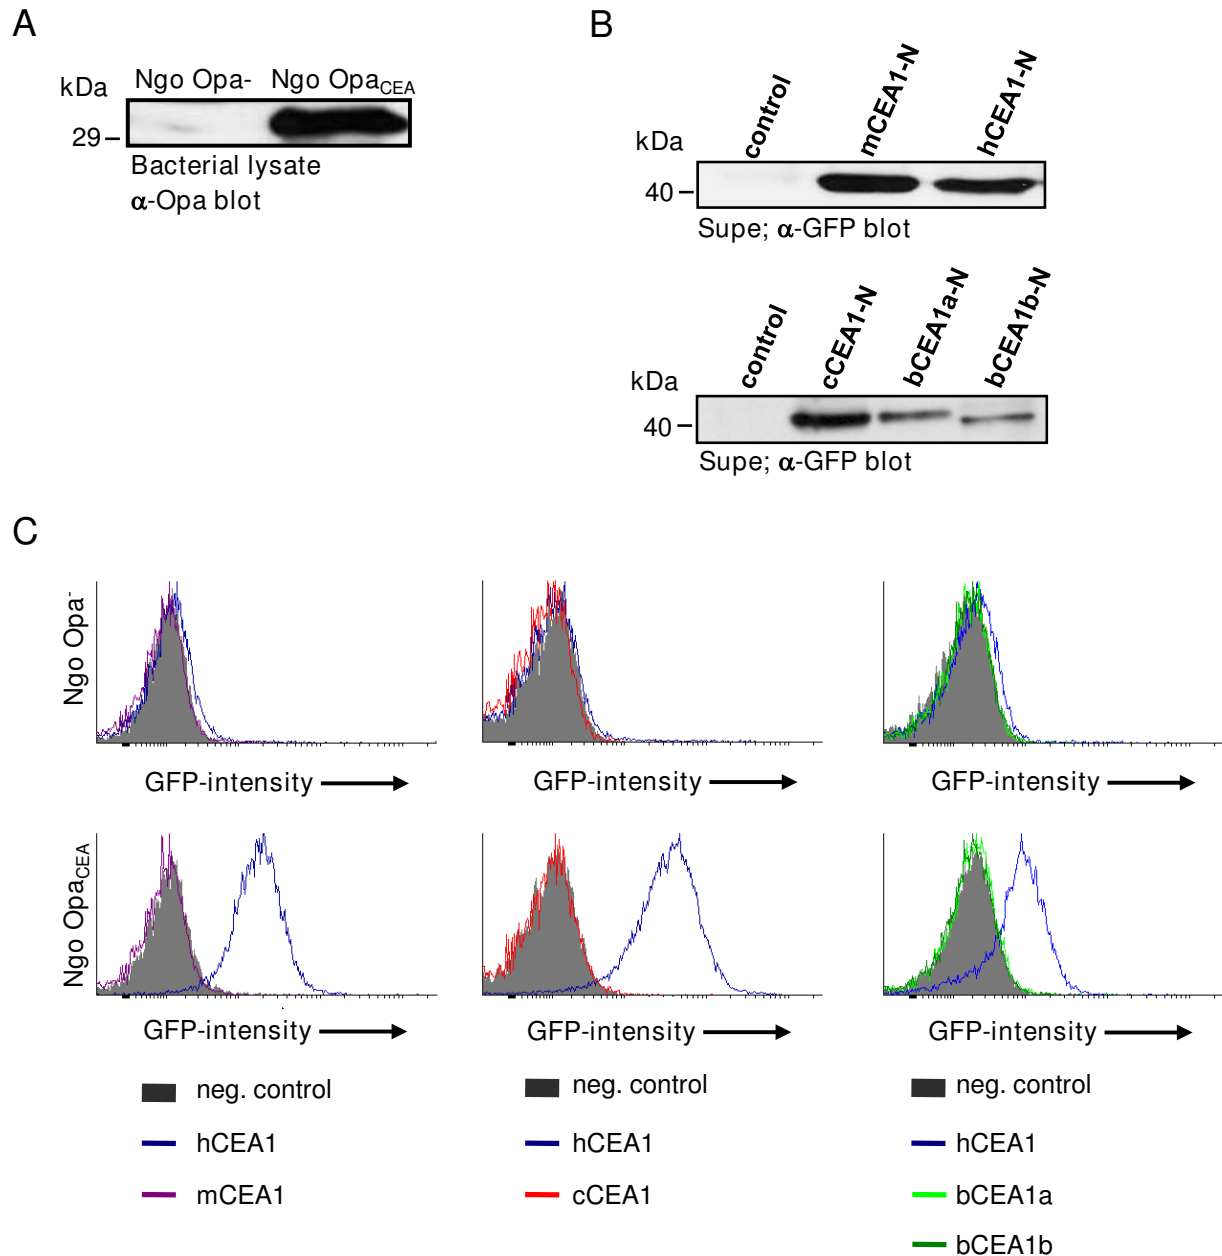 A
kDa
Ngo Opa- Ngo OpaCEA
29
Bacterial lysate
α-Opa blot
B
kDa
control mCEA1-N hCEA1-N
40
Supe; α-GFP blot
kDa
control cCEA1-N bCEA1a-N bCEA1b-N
40
Supe; α-GFP blot
C
Ngo Opa-
GFP-intensity GFP-intensity GFP-intensity
Ngo OpaCEA
GFP-intensity GFP-intensity GFP-intensity
neg. control neg. control neg. control
hCEA1 hCEA1 hCEA1
mCEA1 cCEA1 bCEA1a
bCEA1b